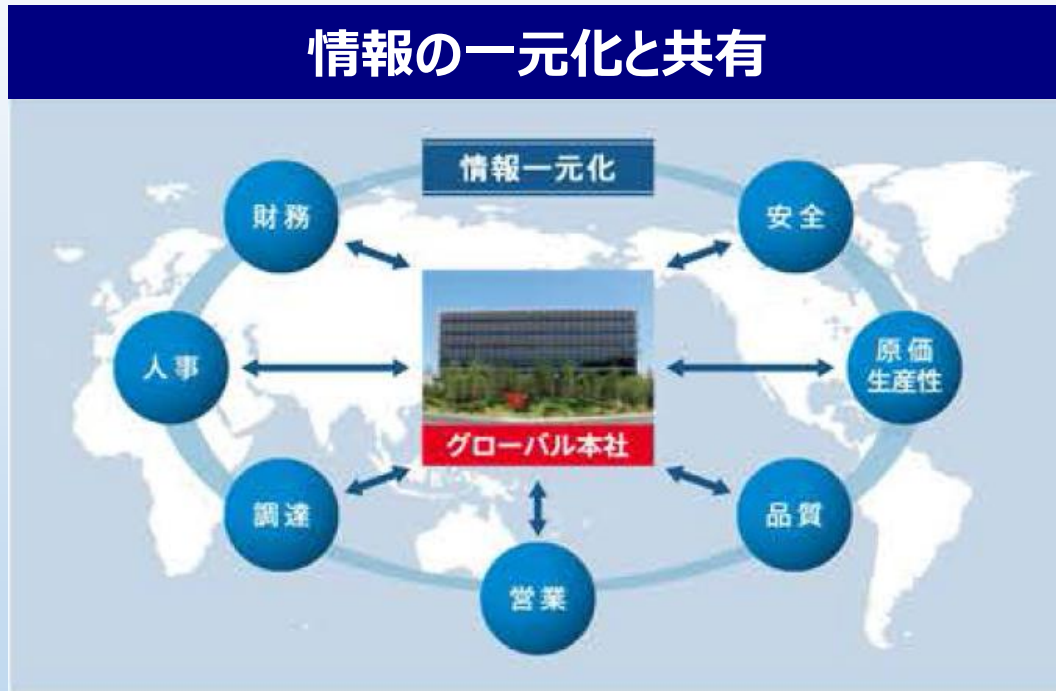 情報の一元化と共有
情報一元化
財務
安全
人事
原価
生産性
グローバル本社
調達
品質
営業